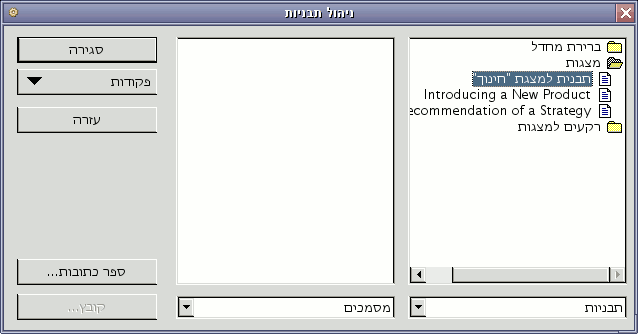 ניהול תבניות
ברירת מחדל
מצגות
תבנית למצגת "חינוך"
Introducing a New Product
ecommendation of a Strategy
רקעים למצגות
תבניות
מסמכים
סגירה
פקודות
עזרה
ספר כתובות...
קובץ...